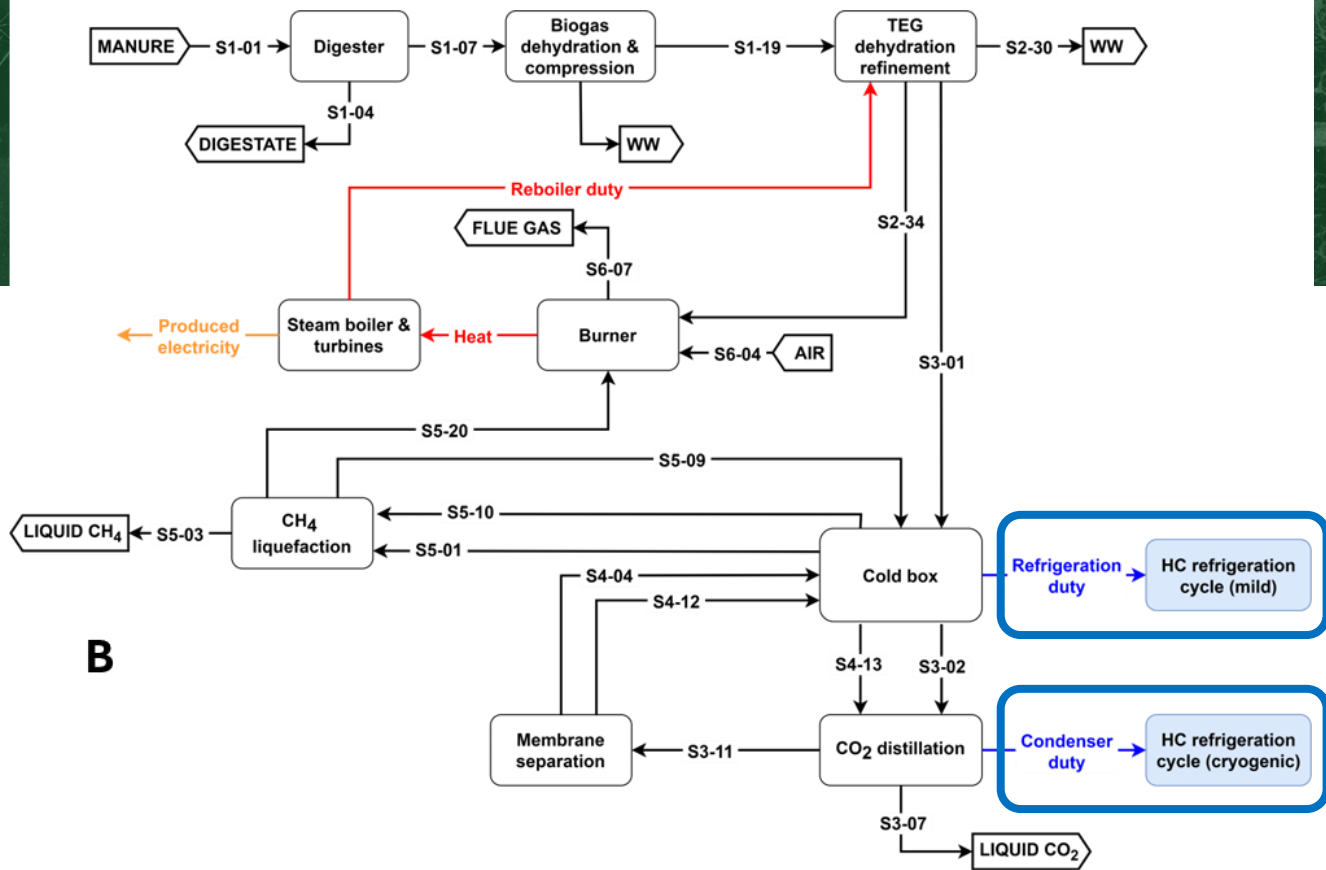 MANURE
S1-01
Digester
S1-07
Biogas
dehydration &
compression
S1-19
TEG
dehydration
refinement
S2-30
WW
S1-04
DIGESTATE
WW
Reboiler duty
S2-34
FLUE GAS
S6-07
Produced
electricity
Steam boiler &
turbines
Heat
Burner
S6-04
AIR
S3-01
S5-20
S5-09
LIQUID CH₄
S5-03
CH₄
liquefaction
S5-10
S5-01
S4-04
S4-12
Cold box
Refrigeration
duty
HC refrigeration
cycle (mild)
B
S4-13
S3-02
Membrane
separation
S3-11
CO₂ distillation
Condenser
duty
HC refrigeration
cycle (cryogenic)
S3-07
LIQUID CO₂